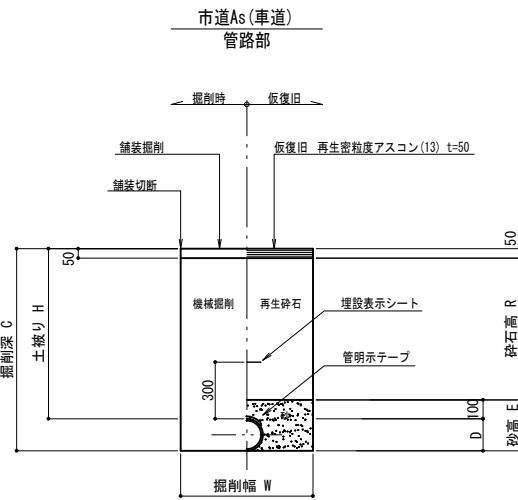 市道As(車道)
管路部
掘削時 仮復旧
舗装掘削 仮復旧 再生密粒度アスコン(13) t=50
舗装切断
50
50
機械掘削 再生砕石 埋設表示シート
掘削深 C
土被り H
砕石高 R
300
管明示テープ
100
D
砂高 E
掘削幅 W